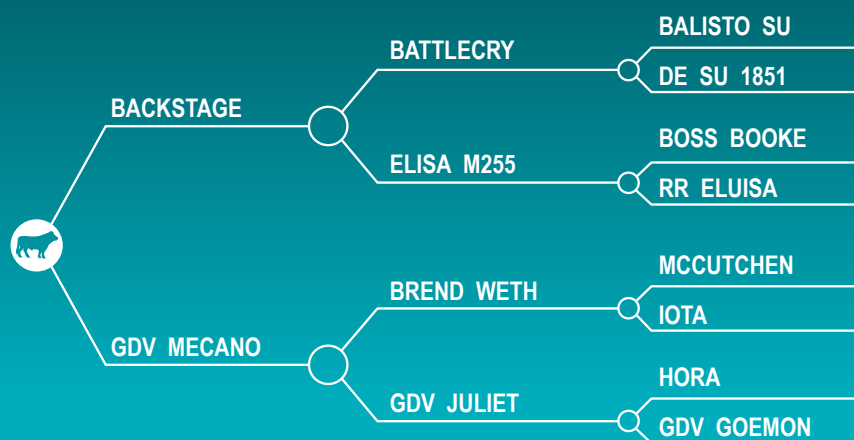 BALISTO SU
BATTLECRY
DE SU 1851
BACKSTAGE
BOSS BOOKE
ELISA M255
RR ELUISA
MCCUTCHEN
BREND WETH
IOTA
GDV MECANO
HORA
GDV JULIET
GDV GOEMON